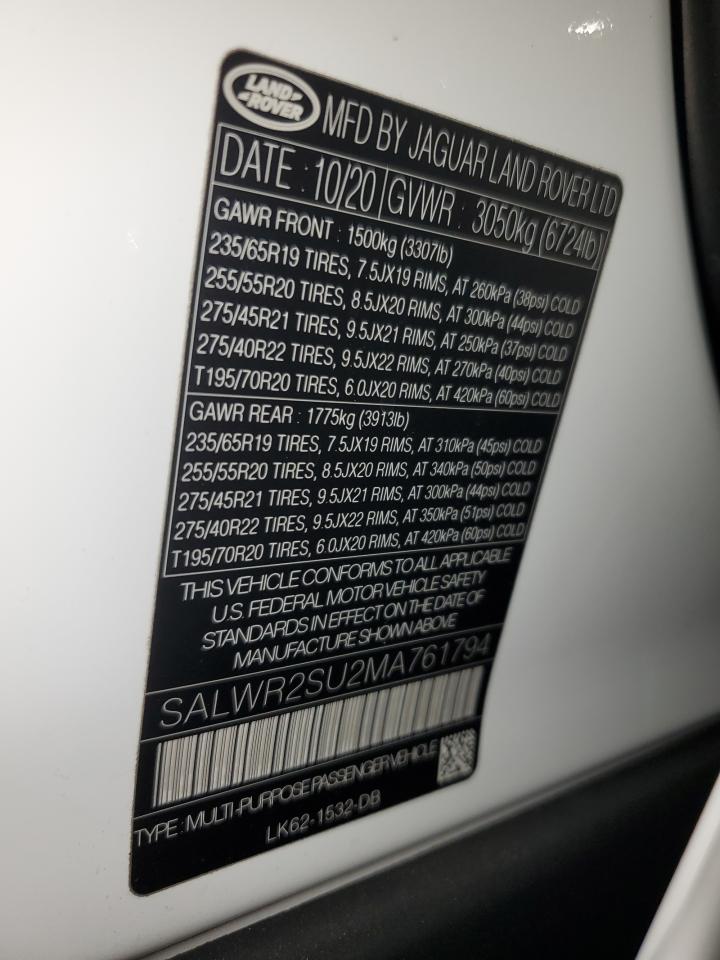 LAND ROVER
MFD BY JAGUAR LAND ROVER LTD
DATE : 10/20 GVWR : 3050kg (6724lb)
GAWR FRONT : 1500kg (3307lb)
235/65R19 TIRES, 7.5JX19 RIMS, AT 260kPa (38psi) COLD
255/55R20 TIRES, 8.5JX20 RIMS, AT 300kPa (44psi) COLD
275/45R21 TIRES, 9.5JX21 RIMS, AT 250kPa (37psi) COLD
275/40R22 TIRES, 9.5JX22 RIMS, AT 270kPa (40psi) COLD
T195/70R20 TIRES, 6.0JX20 RIMS, AT 420kPa (60psi) COLD
GAWR REAR : 1775kg (3913lb)
235/65R19 TIRES, 7.5JX19 RIMS, AT 310kPa (45psi) COLD
255/55R20 TIRES, 8.5JX20 RIMS, AT 340kPa (50psi) COLD
275/45R21 TIRES, 9.5JX21 RIMS, AT 300kPa (44psi) COLD
275/40R22 TIRES, 9.5JX22 RIMS, AT 350kPa (51psi) COLD
T195/70R20 TIRES, 6.0JX20 RIMS, AT 420kPa (60psi) COLD
THIS VEHICLE CONFORMS TO ALL APPLICABLE
U.S. FEDERAL MOTOR VEHICLE SAFETY
STANDARDS IN EFFECT ON THE DATE OF
MANUFACTURE SHOWN ABOVE
SALWR2SU2MA761794
TYPE : MULTI-PURPOSE PASSENGER VEHICLE
LK62-1532-DB